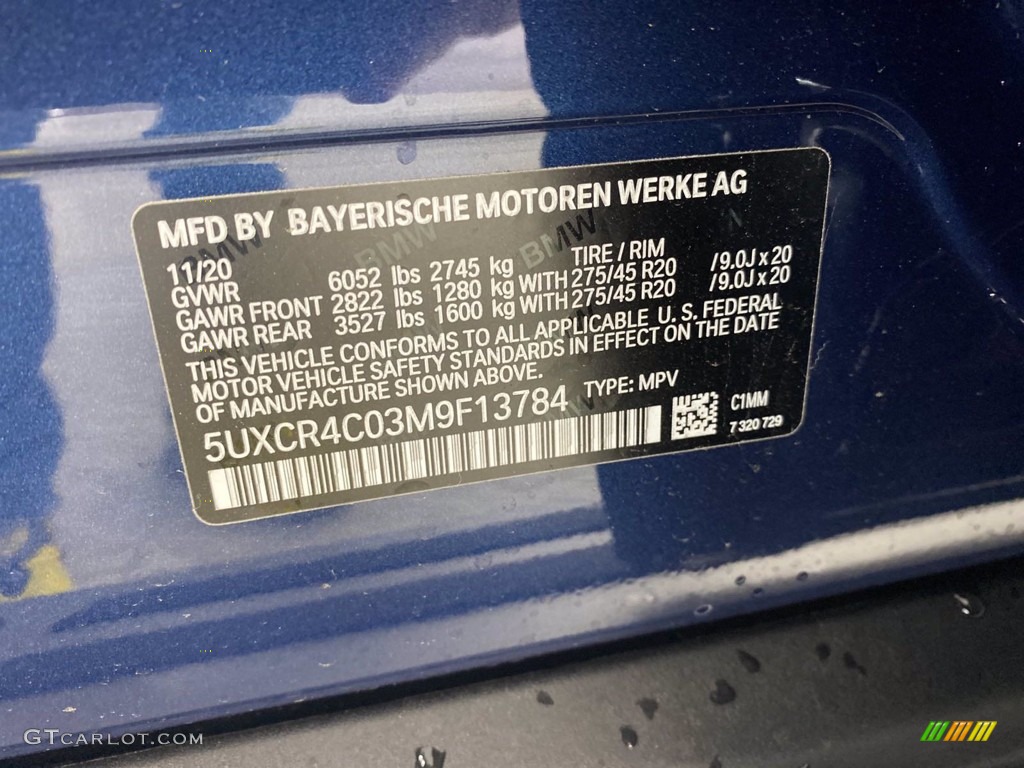 MFD BY BAYERISCHE MOTOREN WERKE AG
11/20 TIRE / RIM
GVWR 6052 lbs 2745 kg
GAWR FRONT 2822 lbs 1280 kg WITH 275/45 R20 /9.0J x 20
GAWR REAR 3527 lbs 1600 kg WITH 275/45 R20 /9.0J x 20
THIS VEHICLE CONFORMS TO ALL APPLICABLE U. S. FEDERAL
MOTOR VEHICLE SAFETY STANDARDS IN EFFECT ON THE DATE
OF MANUFACTURE SHOWN ABOVE.
5UXCR4C03M9F13784 TYPE: MPV
C1MM
7 320 729
BMW BMW BMW
GTCARLOT.COM